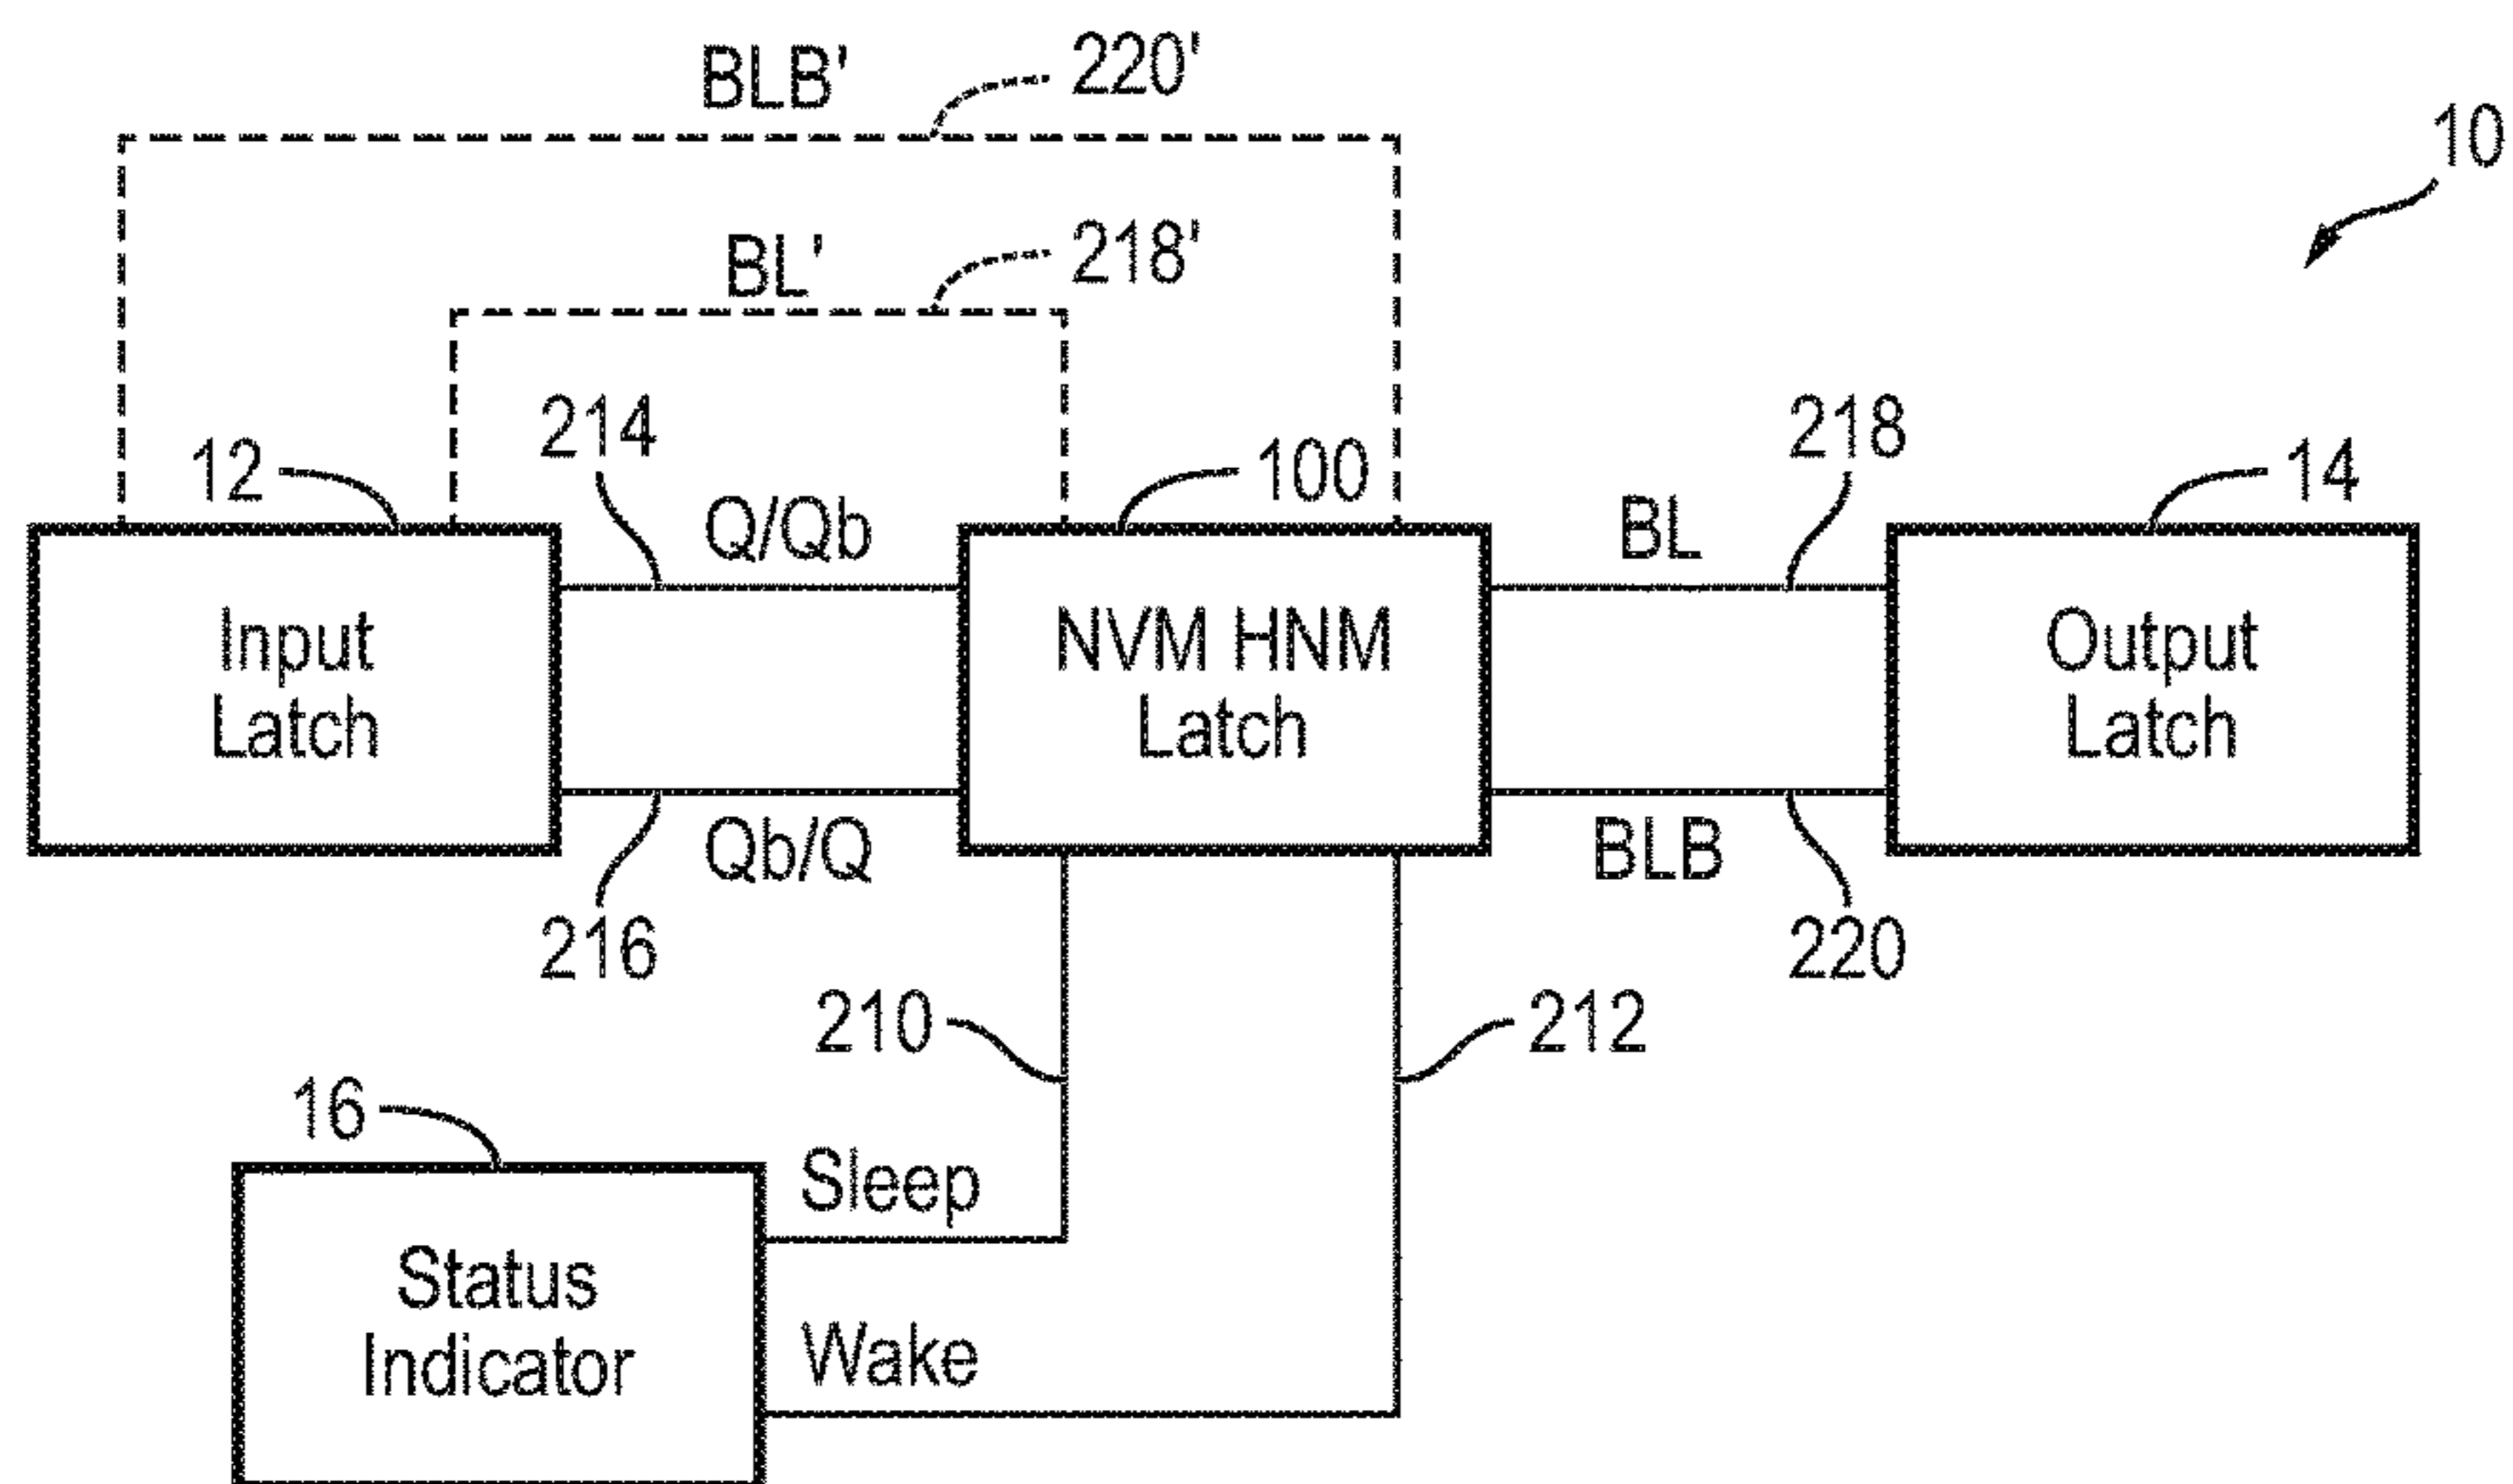 BLB'
220'
10
BL'
218'
12
214
Q/Qb
100
BL
218
14
Input
Latch
NVM HNM
Latch
Output
Latch
216
Qb/Q
BLB
220
210
212
16
Sleep
Status
Indicator
Wake